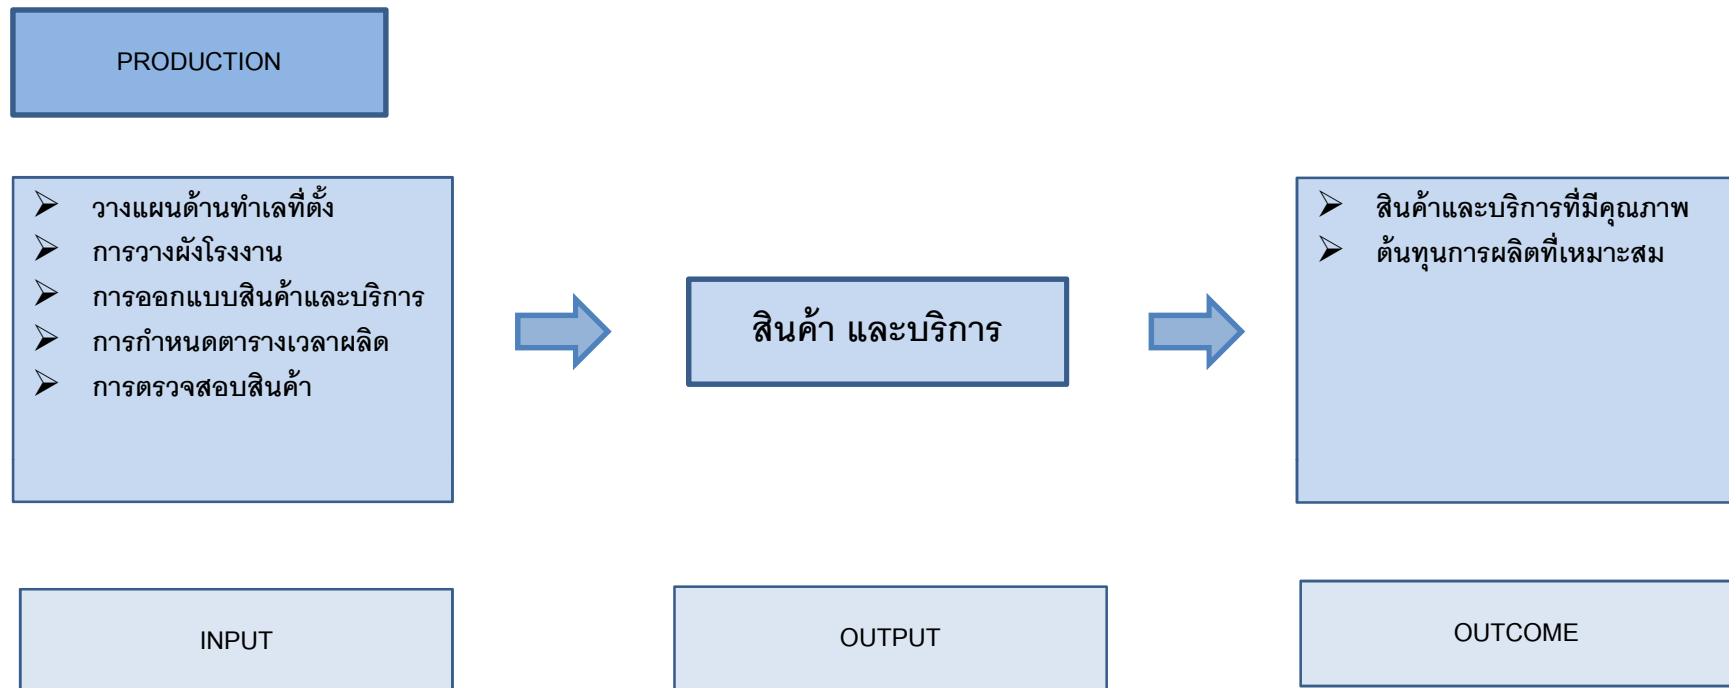 PRODUCTION
วางแผนด้านทำเลที่ตั้ง
การวางผังโรงงาน
การออกแบบสินค้าและบริการ
การกำหนดตารางเวลาผลิต
การตรวจสอบสินค้า
สินค้า และบริการ
สินค้าและบริการที่มีคุณภาพ
ต้นทุนการผลิตที่เหมาะสม
INPUT
OUTPUT
OUTCOME